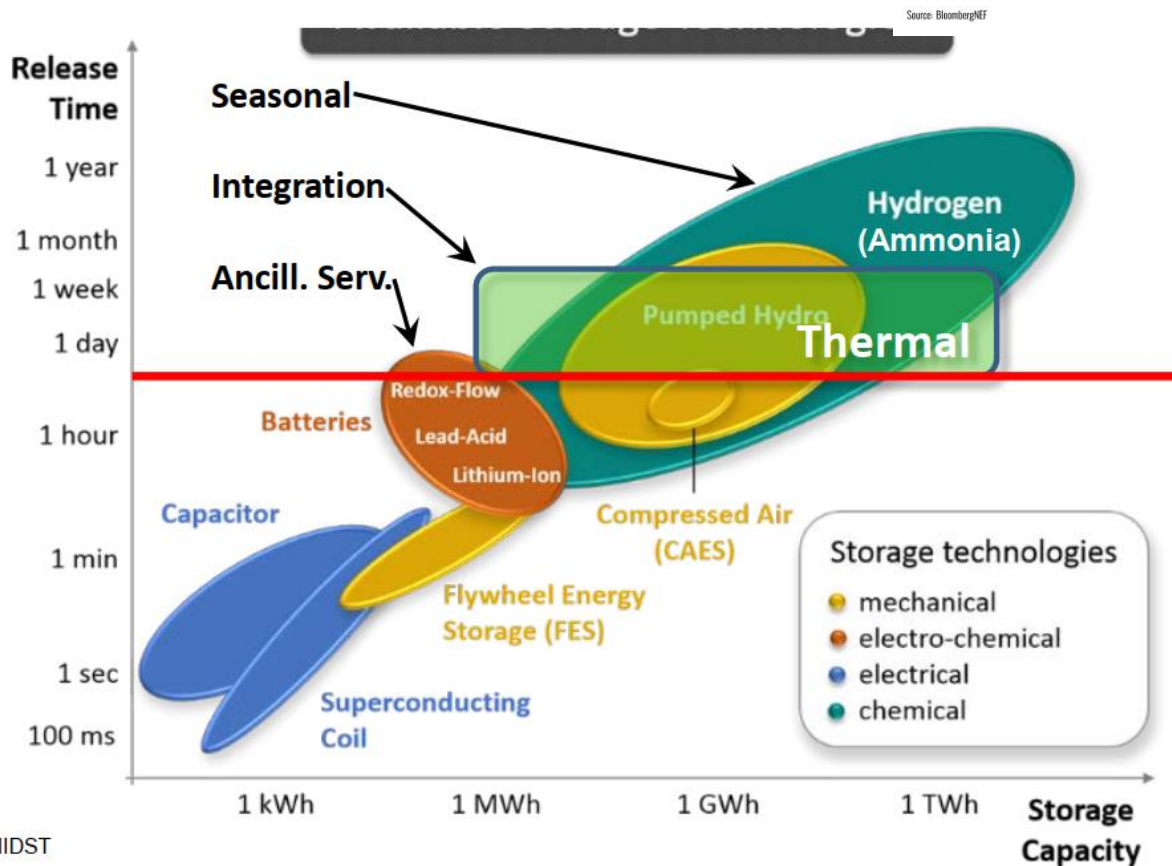 Source: BloombergNEF
Release
Time
Seasonal
1 year
Integration
Hydrogen
(Ammonia)
1 month
Ancill. Serv.
1 week
Pumped Hydro
1 day
Thermal
Redox-Flow
Batteries
1 hour
Lead-Acid
Lithium-Ion
Capacitor
Compressed Air
(CAES)
1 min
Storage technologies
Flywheel Energy
Storage (FES)
mechanical
electro-chemical
1 sec
electrical
Superconducting
Coil
chemical
100 ms
1 kWh
1 MWh
1 GWh
1 TWh
Storage
Capacity